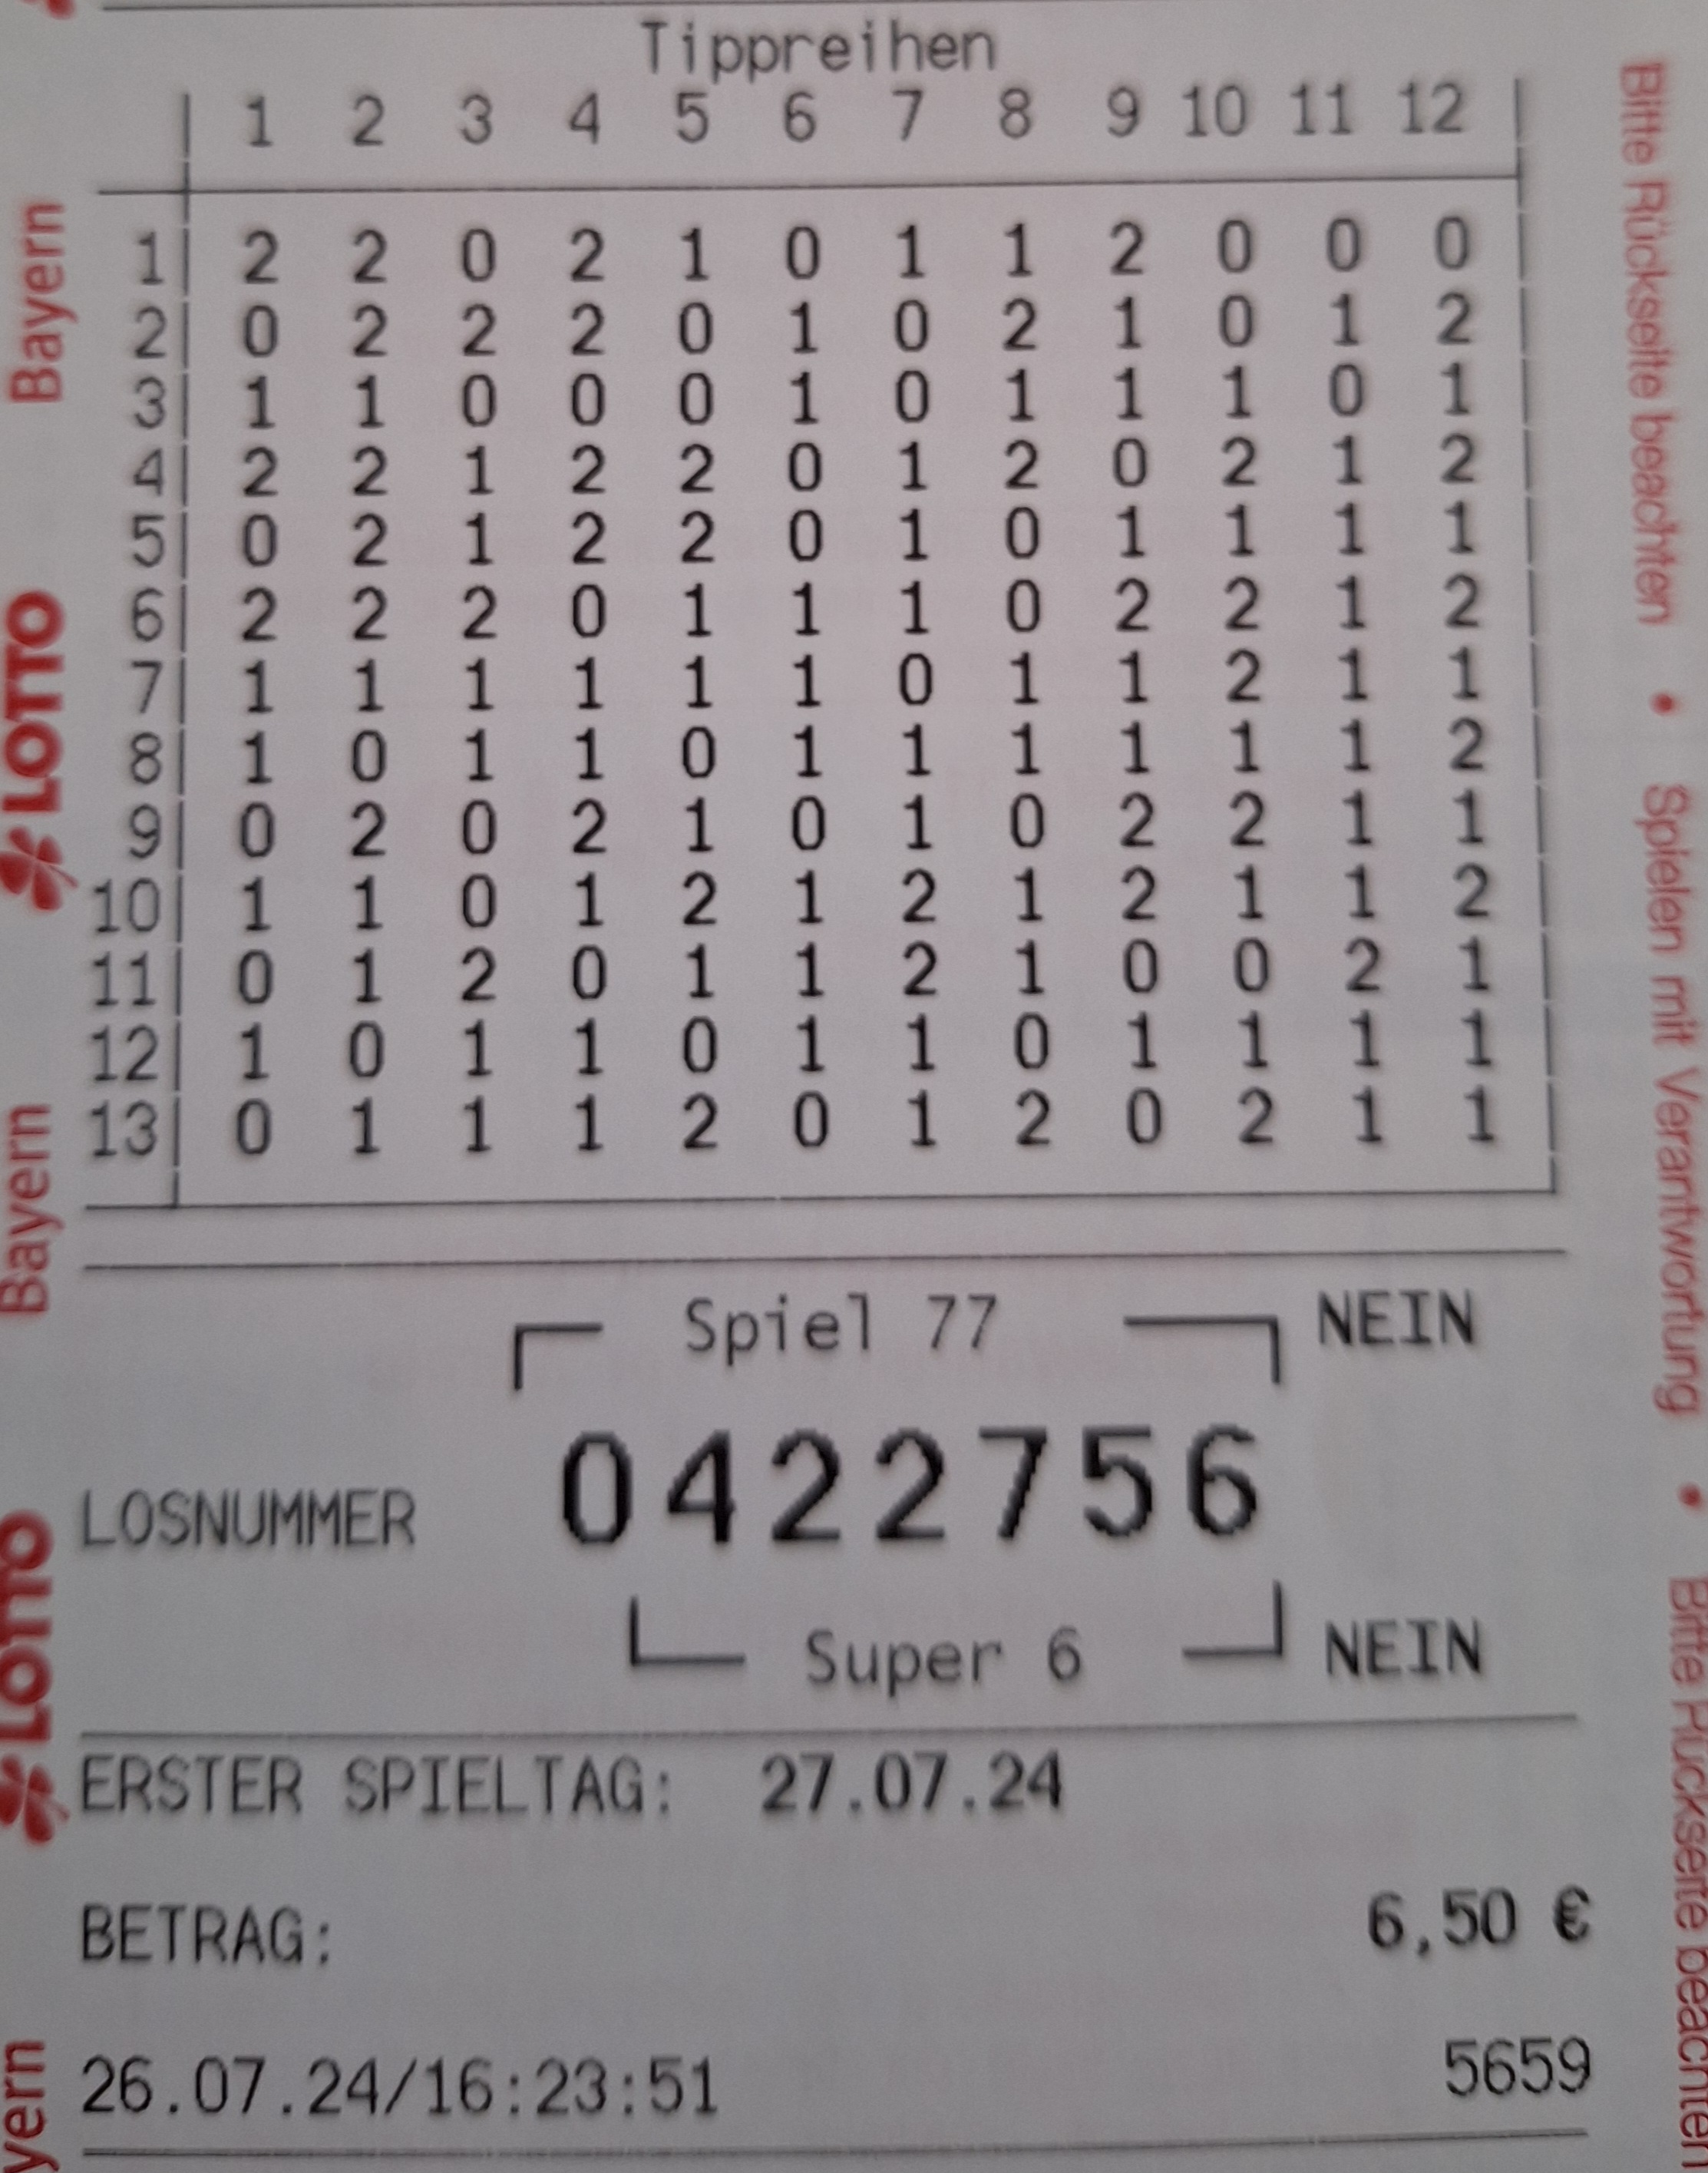 Tippreihen
1 2 3 4 5 6 7 8 9 10 11 12
1 2 2 0 2 1 0 1 1 2 0 0 0
2 0 2 2 2 0 1 0 2 1 0 1 2
3 1 1 0 0 0 1 0 1 1 1 0 1
4 2 2 1 2 2 0 1 2 0 2 1 2
5 0 2 1 2 2 0 1 0 1 1 1 1
6 2 2 2 0 1 1 1 0 2 2 1 2
7 1 1 1 1 1 1 0 1 1 2 1 1
8 1 0 1 1 0 1 1 1 1 1 1 2
9 0 2 0 2 1 0 1 0 2 2 1 1
10 1 1 0 1 2 1 2 1 2 1 1 2
11 0 1 2 0 1 1 2 1 0 0 2 1
12 1 0 1 1 0 1 1 0 1 1 1 1
13 0 1 1 1 2 0 1 2 0 2 1 1
Spiel 77 NEIN
LOSNUMMER 0422756
Super 6 NEIN
ERSTER SPIELTAG: 27.07.24
BETRAG: 6,50 €
26.07.24/16:23:51 5659
yern LOTTO Bayern LOTTO Bayern
Bitte Rückseite beachten • Spielen mit Verantwortung • Bitte Rückseite beachten